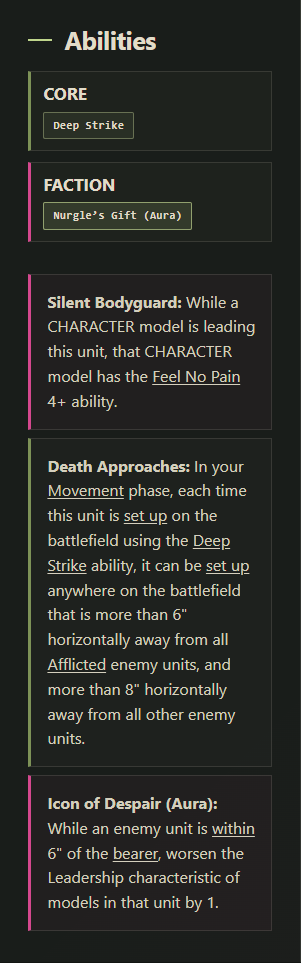 Abilities
CORE
Deep Strike
FACTION
Nurgle’s Gift (Aura)
Silent Bodyguard: While a
CHARACTER model is leading
this unit, that CHARACTER
model has the Feel No Pain
4+ ability.
Death Approaches: In your
Movement phase, each time
this unit is set up on the
battlefield using the Deep
Strike ability, it can be set up
anywhere on the battlefield
that is more than 6"
horizontally away from all
Afflicted enemy units, and
more than 8" horizontally
away from all other enemy
units.
Icon of Despair (Aura):
While an enemy unit is within
6" of the bearer, worsen the
Leadership characteristic of
models in that unit by 1.